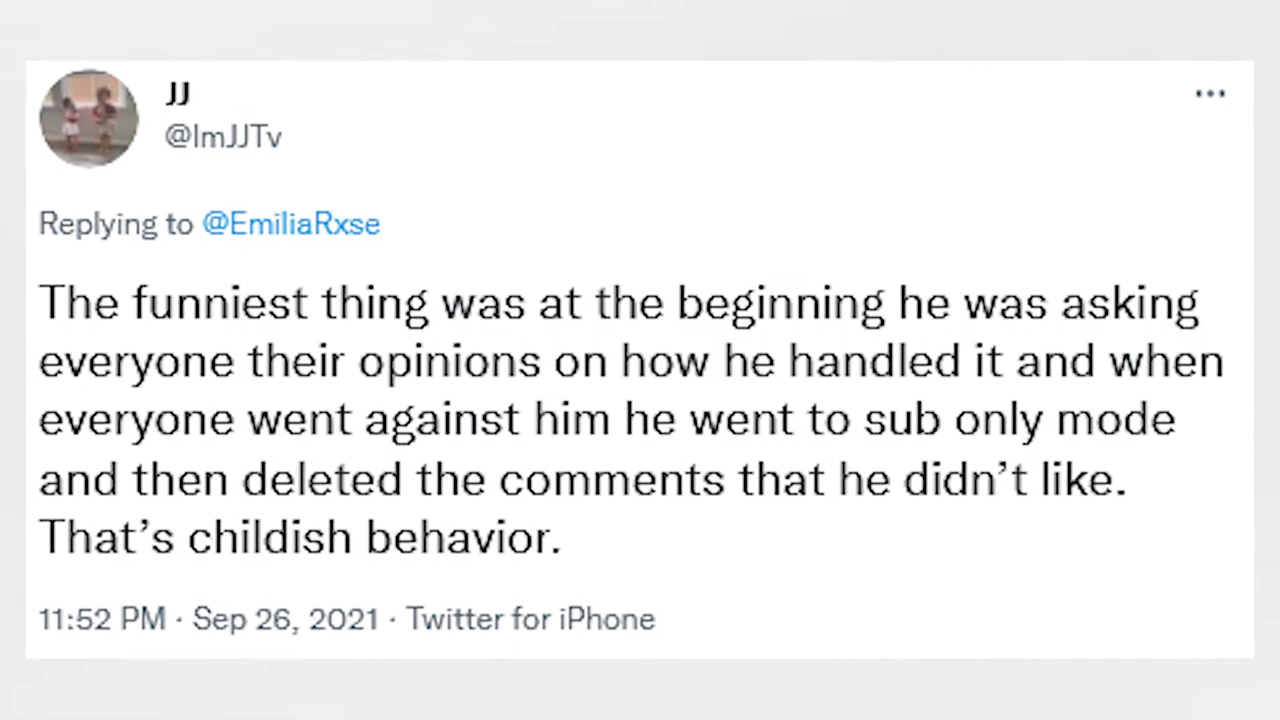 JJ
@ImJJTv
Replying to @EmiliaRxse
The funniest thing was at the beginning he was asking
everyone their opinions on how he handled it and when
everyone went against him he went to sub only mode
and then deleted the comments that he didn’t like.
That’s childish behavior.
11:52 PM · Sep 26, 2021 · Twitter for iPhone